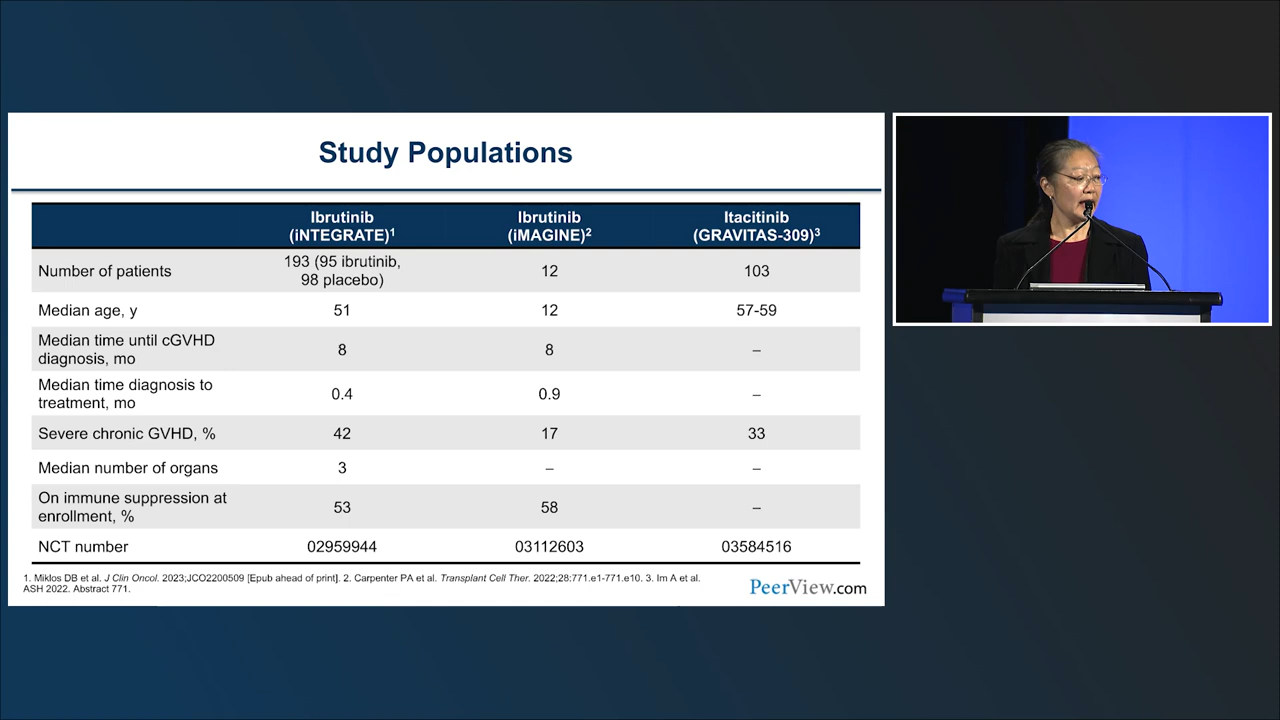 Study Populations
Ibrutinib (iNTEGRATE)1 Ibrutinib (iMAGINE)2 Itacitinib (GRAVITAS-309)3
Number of patients 193 (95 ibrutinib, 98 placebo) 12 103
Median age, y 51 12 57-59
Median time until cGVHD diagnosis, mo 8 8 –
Median time diagnosis to treatment, mo 0.4 0.9 –
Severe chronic GVHD, % 42 17 33
Median number of organs 3 – –
On immune suppression at enrollment, % 53 58 –
NCT number 02959944 03112603 03584516
1. Miklos DB et al. J Clin Oncol. 2023;JCO2200509 [Epub ahead of print]. 2. Carpenter PA et al. Transplant Cell Ther. 2022;28:771.e1-771.e10. 3. Im A et al.
ASH 2022. Abstract 771.
PeerView.com